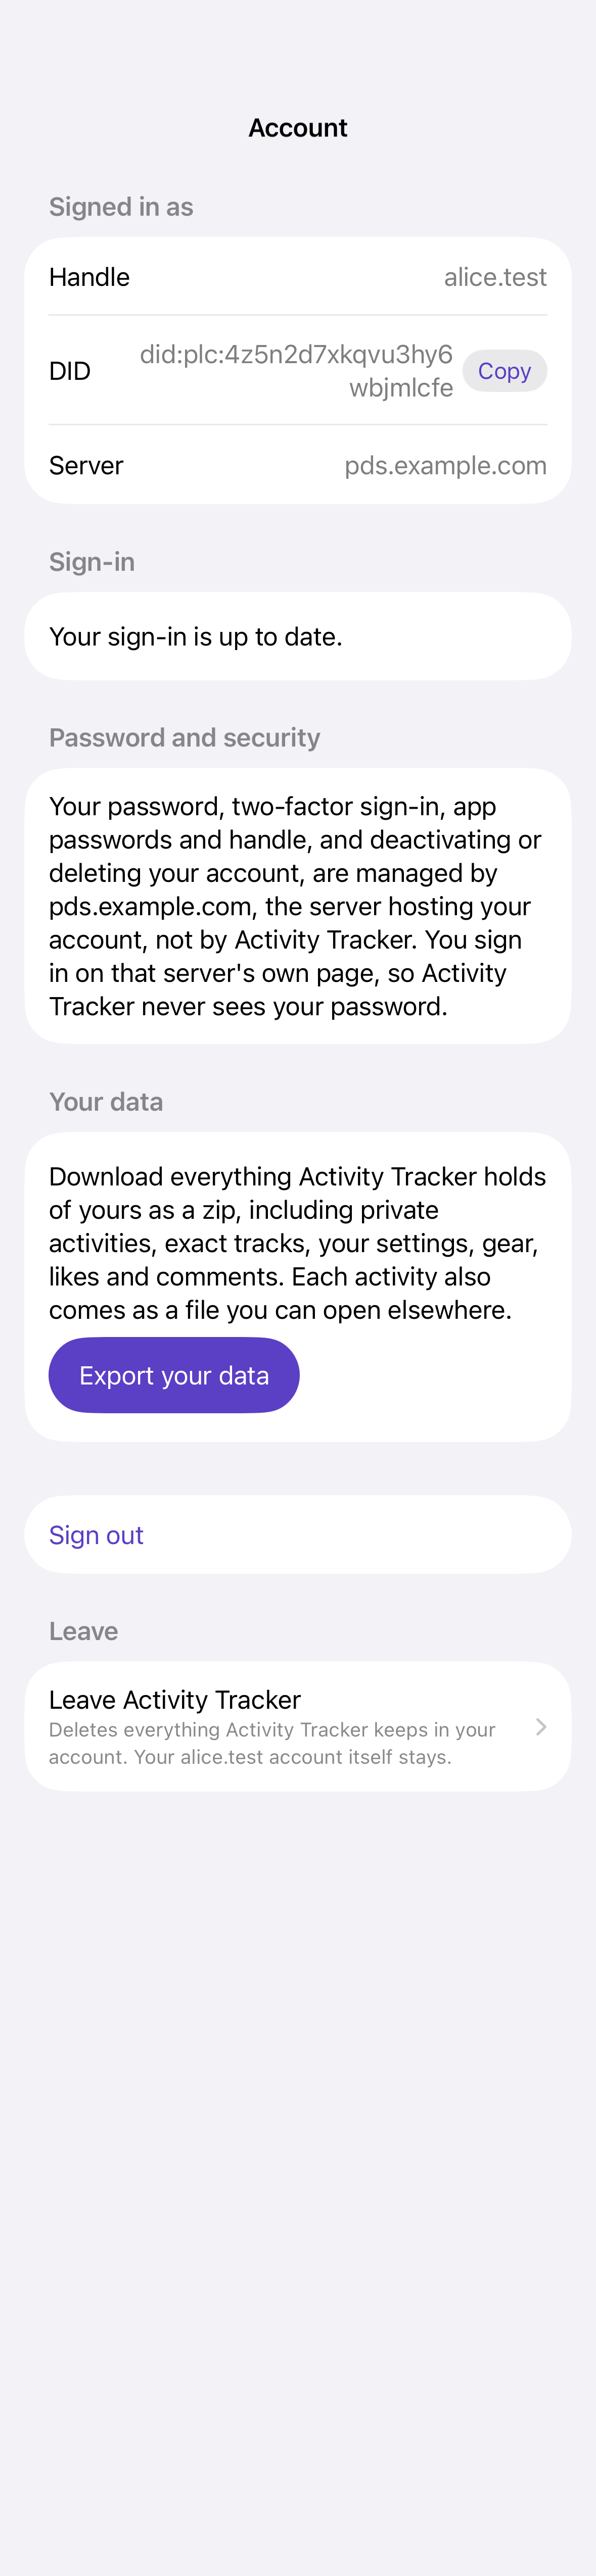 Account
Signed in as
Handle
alice.test
DID
did:plc:4z5n2d7xkqvu3hy6
wbjmlcfe
Copy
Server
pds.example.com
Sign-in
Your sign-in is up to date.
Password and security
Your password, two-factor sign-in, app
passwords and handle, and deactivating or
deleting your account, are managed by
pds.example.com, the server hosting your
account, not by Activity Tracker. You sign
in on that server's own page, so Activity
Tracker never sees your password.
Your data
Download everything Activity Tracker holds
of yours as a zip, including private
activities, exact tracks, your settings, gear,
likes and comments. Each activity also
comes as a file you can open elsewhere.
Export your data
Sign out
Leave
Leave Activity Tracker
Deletes everything Activity Tracker keeps in your
account. Your alice.test account itself stays.